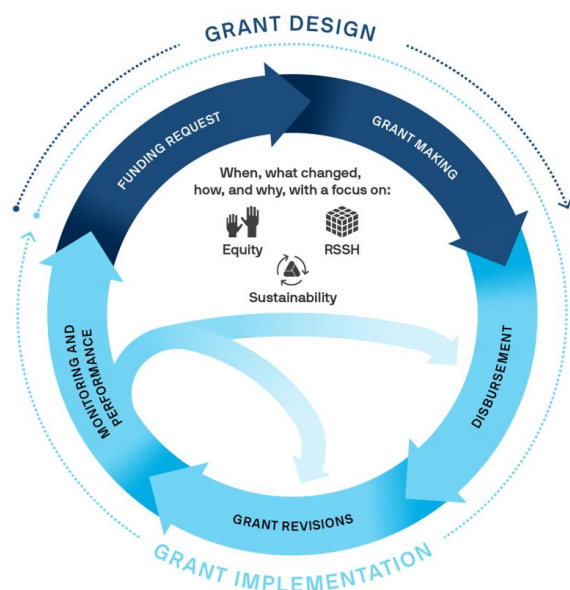 GRANT DESIGN
FUNDING REQUEST
GRANT MAKING
When, what changed,
how, and why, with a focus on:
Equity
RSSH
Sustainability
DISBURSEMENT
MONITORING AND
PERFORMANCE
GRANT REVISIONS
GRANT IMPLEMENTATION